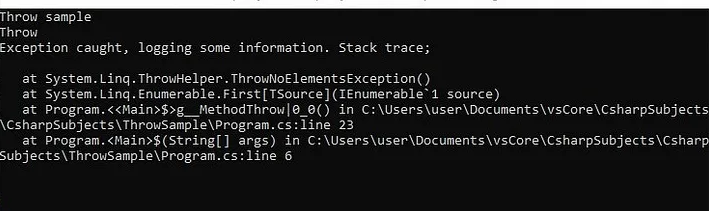 Throw sample
Throw
Exception caught, logging some information. Stack trace;
at System.Linq.ThrowHelper.ThrowNoElementsException()
at System.Linq.Enumerable.First[TSource](IEnumerable`1 source)
at Program.<<Main>$>g__MethodThrow|0_0() in C:\Users\user\Documents\vsCore\CsharpSubjects
\CsharpSubjects\ThrowSample\Program.cs:line 23
at Program.<Main>$(String[] args) in C:\Users\user\Documents\vsCore\CsharpSubjects\Csharp
Subjects\ThrowSample\Program.cs:line 6